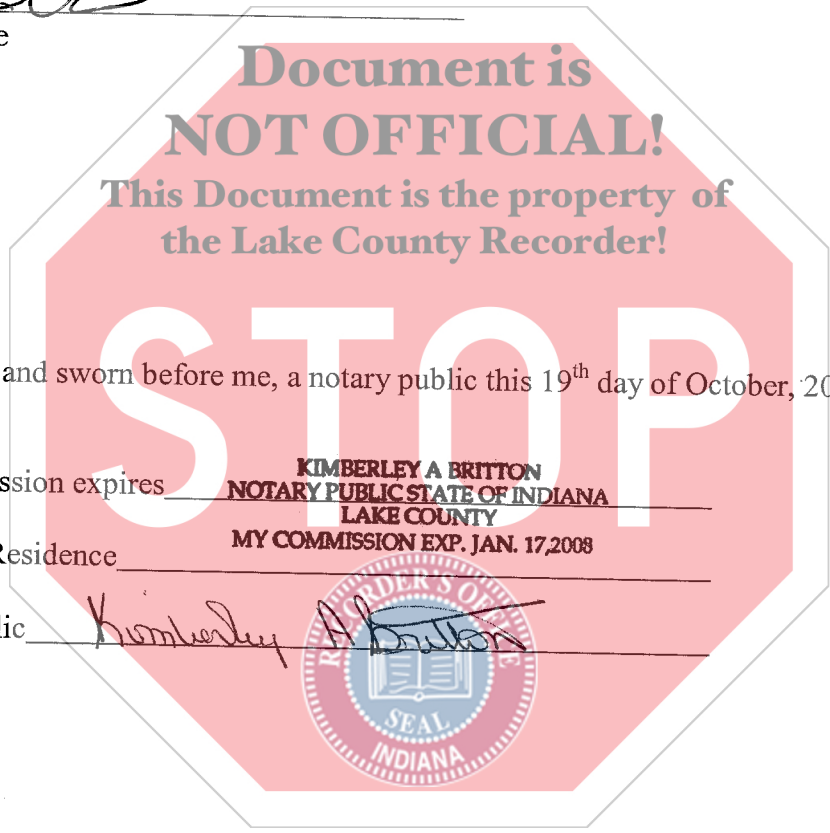 e
Document is
NOT OFFICIAL!
This Document is the property of
the Lake County Recorder!
STOP
and sworn before me, a notary public this 19th day of October, 20
ssion expires
KIMBERLEY A BRITTON
NOTARY PUBLIC STATE OF INDIANA
LAKE COUNTY
MY COMMISSION EXP. JAN. 17,2008
Residence
lic Kimberley A Britton
RECORDER'S OFFICE
SEAL
INDIANA